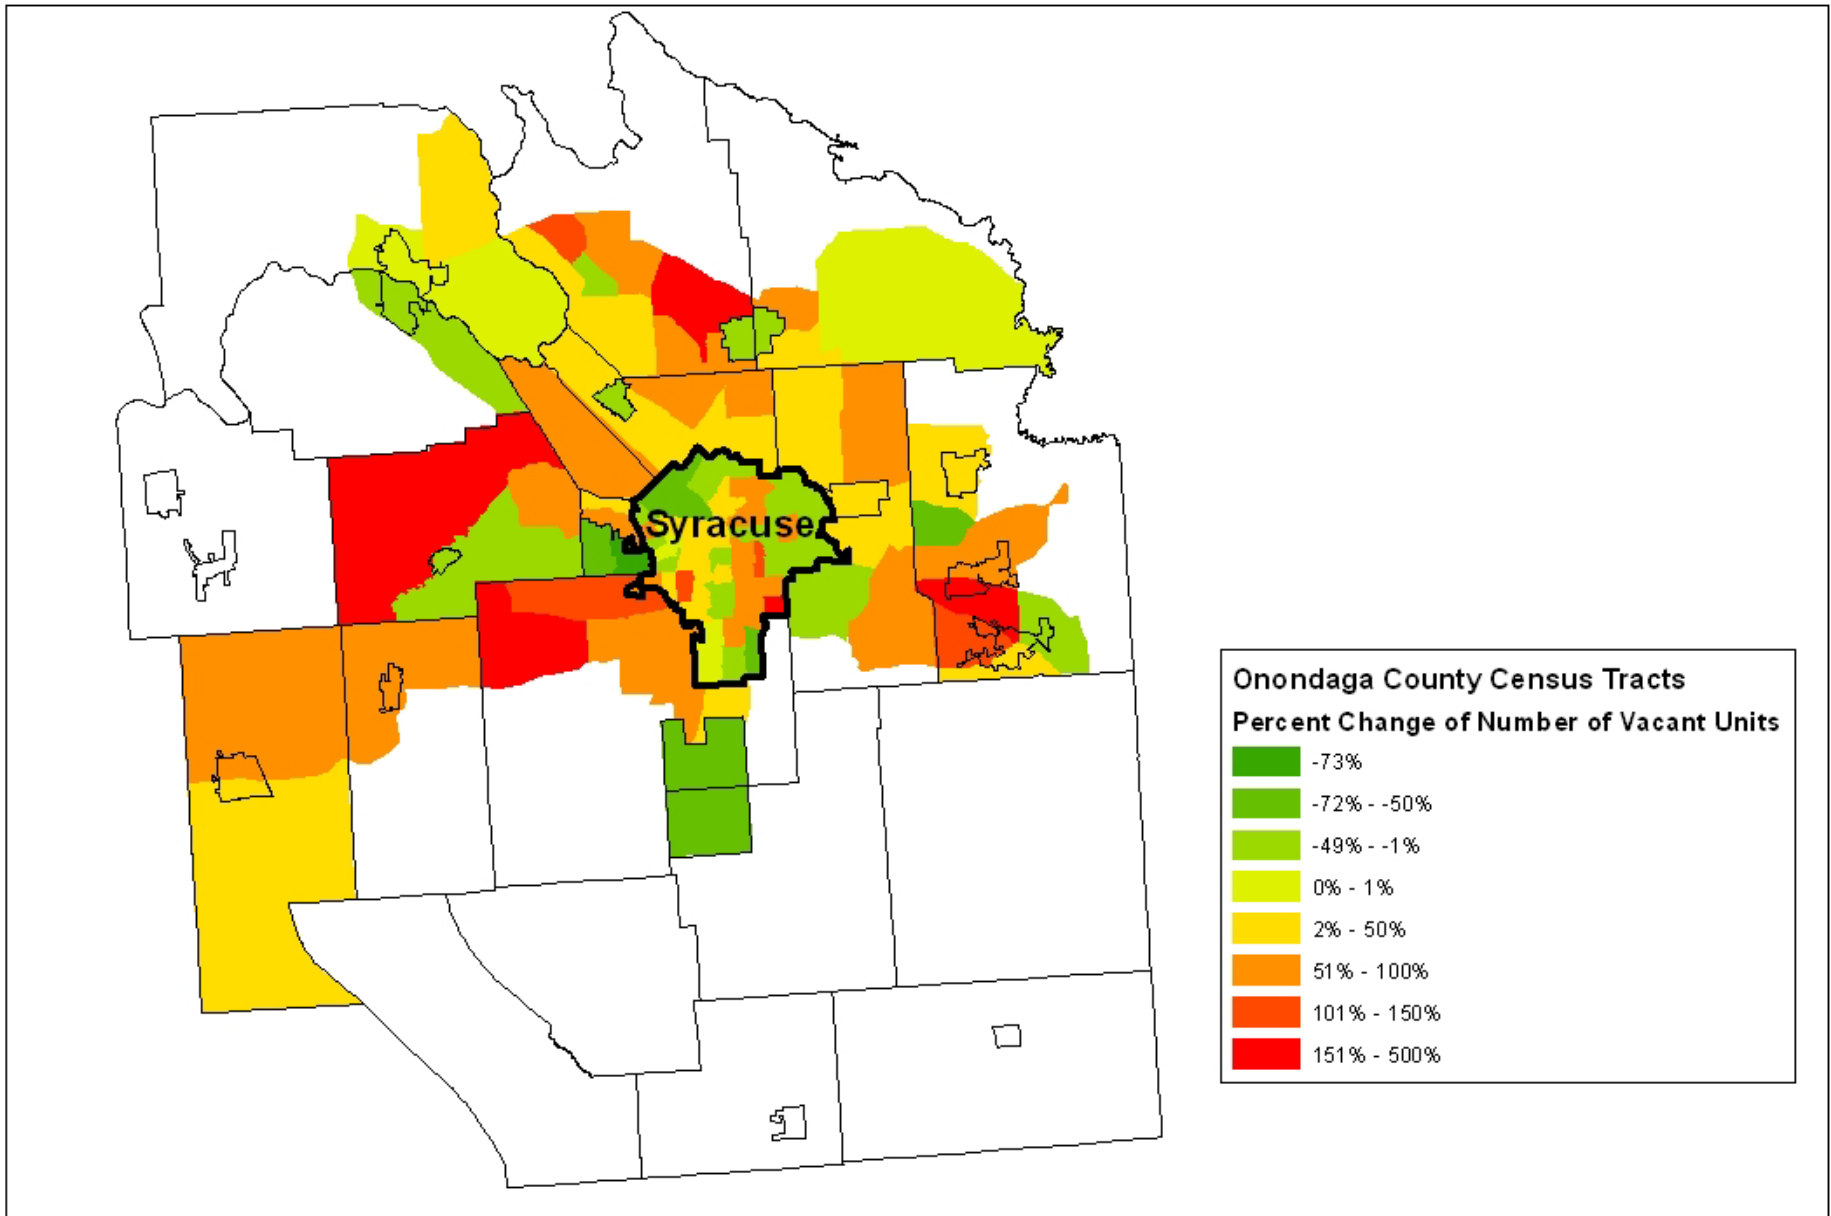 Syracuse
Onondaga County Census Tracts
Percent Change of Number of Vacant Units
-73%
-72% - -50%
-49% - -1%
0% - 1%
2% - 50%
51% - 100%
101% - 150%
151% - 500%